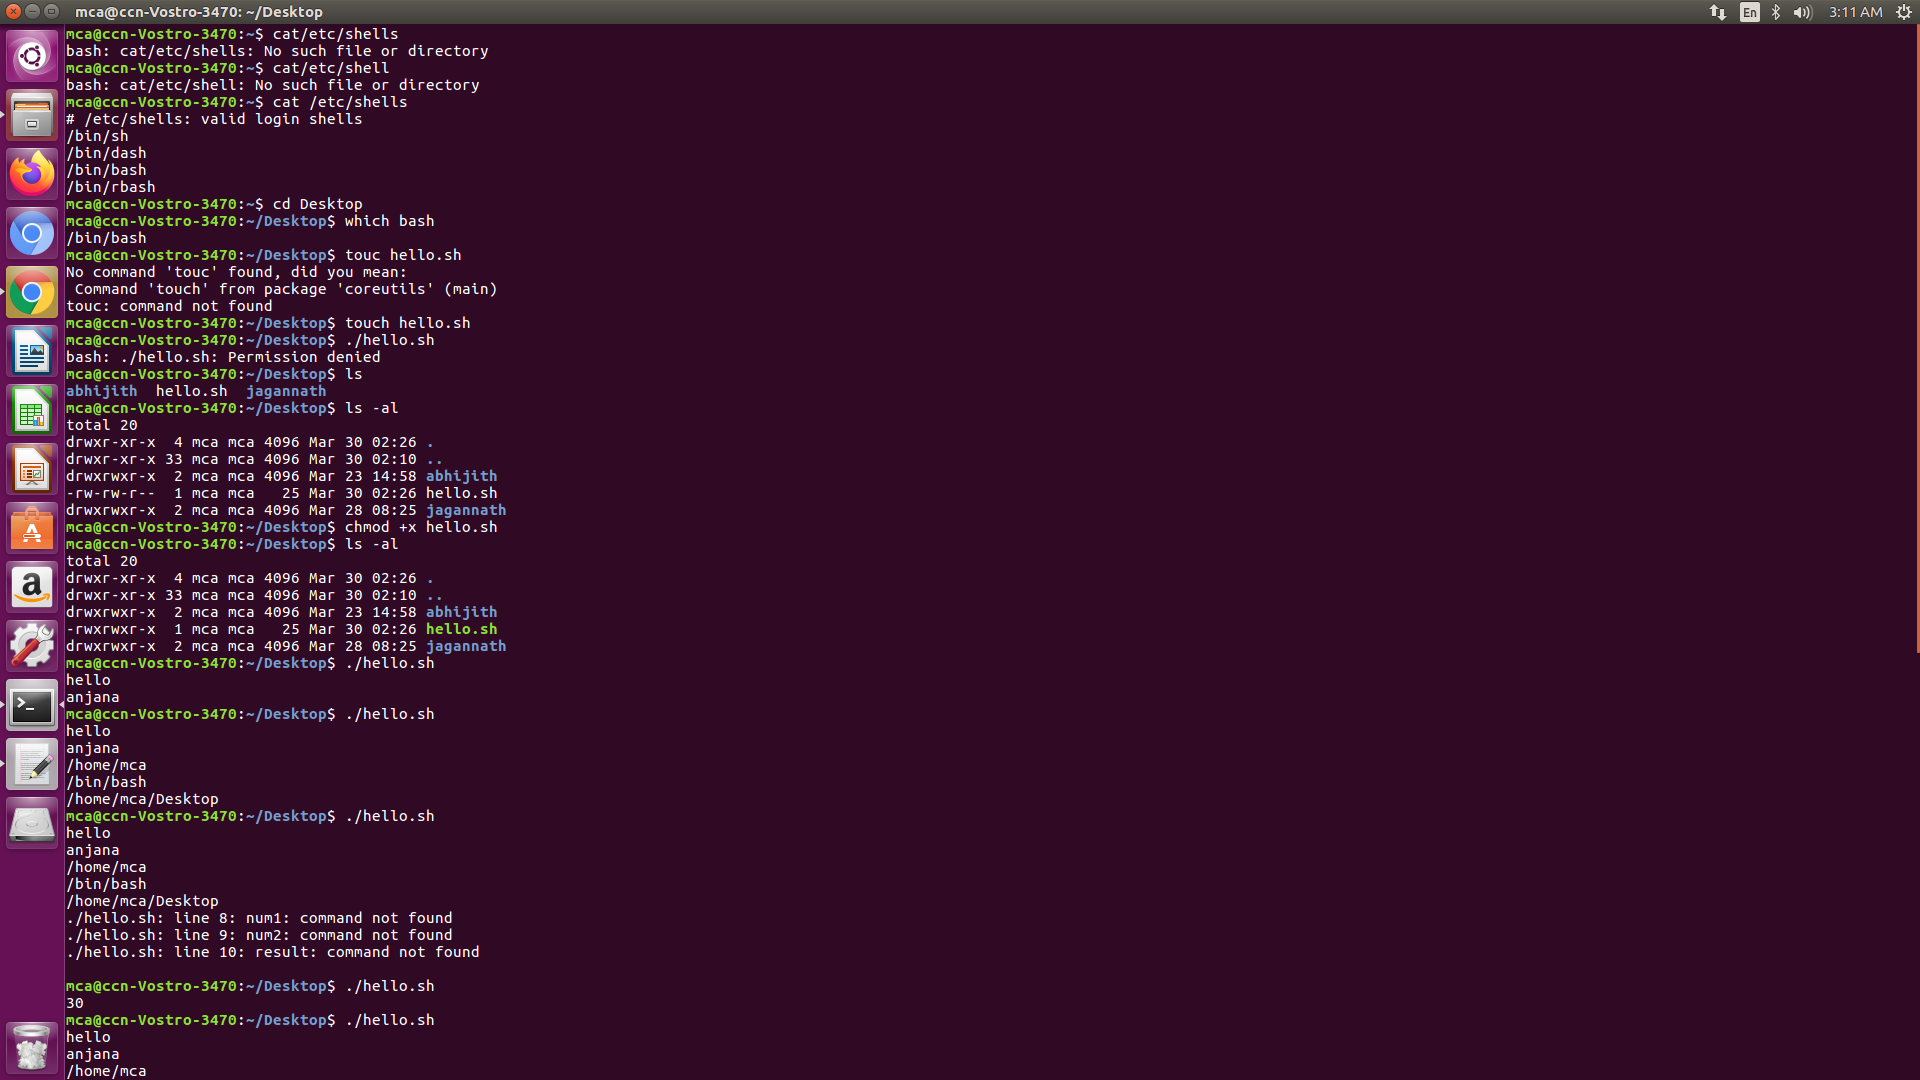 mca@ccn-Vostro-3470: ~/Desktop
En
3:11 AM
mca@ccn-Vostro-3470:~$ cat/etc/shells
bash: cat/etc/shells: No such file or directory
mca@ccn-Vostro-3470:~$ cat/etc/shell
bash: cat/etc/shell: No such file or directory
mca@ccn-Vostro-3470:~$ cat /etc/shells
# /etc/shells: valid login shells
/bin/sh
/bin/dash
/bin/bash
/bin/rbash
mca@ccn-Vostro-3470:~$ cd Desktop
mca@ccn-Vostro-3470:~/Desktop$ which bash
/bin/bash
mca@ccn-Vostro-3470:~/Desktop$ touc hello.sh
No command 'touc' found, did you mean:
 Command 'touch' from package 'coreutils' (main)
touc: command not found
mca@ccn-Vostro-3470:~/Desktop$ touch hello.sh
mca@ccn-Vostro-3470:~/Desktop$ ./hello.sh
bash: ./hello.sh: Permission denied
mca@ccn-Vostro-3470:~/Desktop$ ls
abhijith  hello.sh  jagannath
mca@ccn-Vostro-3470:~/Desktop$ ls -al
total 20
drwxr-xr-x  4 mca mca 4096 Mar 30 02:26 .
drwxr-xr-x 33 mca mca 4096 Mar 30 02:10 ..
drwxrwxr-x  2 mca mca 4096 Mar 23 14:58 abhijith
-rw-rw-r--  1 mca mca   25 Mar 30 02:26 hello.sh
drwxrwxr-x  2 mca mca 4096 Mar 28 08:25 jagannath
mca@ccn-Vostro-3470:~/Desktop$ chmod +x hello.sh
mca@ccn-Vostro-3470:~/Desktop$ ls -al
total 20
drwxr-xr-x  4 mca mca 4096 Mar 30 02:26 .
drwxr-xr-x 33 mca mca 4096 Mar 30 02:10 ..
drwxrwxr-x  2 mca mca 4096 Mar 23 14:58 abhijith
-rwxrwxr-x  1 mca mca   25 Mar 30 02:26 hello.sh
drwxrwxr-x  2 mca mca 4096 Mar 28 08:25 jagannath
mca@ccn-Vostro-3470:~/Desktop$ ./hello.sh
hello
anjana
mca@ccn-Vostro-3470:~/Desktop$ ./hello.sh
hello
anjana
/home/mca
/bin/bash
/home/mca/Desktop
mca@ccn-Vostro-3470:~/Desktop$ ./hello.sh
hello
anjana
/home/mca
/bin/bash
/home/mca/Desktop
./hello.sh: line 8: num1: command not found
./hello.sh: line 9: num2: command not found
./hello.sh: line 10: result: command not found
mca@ccn-Vostro-3470:~/Desktop$ ./hello.sh
30
mca@ccn-Vostro-3470:~/Desktop$ ./hello.sh
hello
anjana
/home/mca